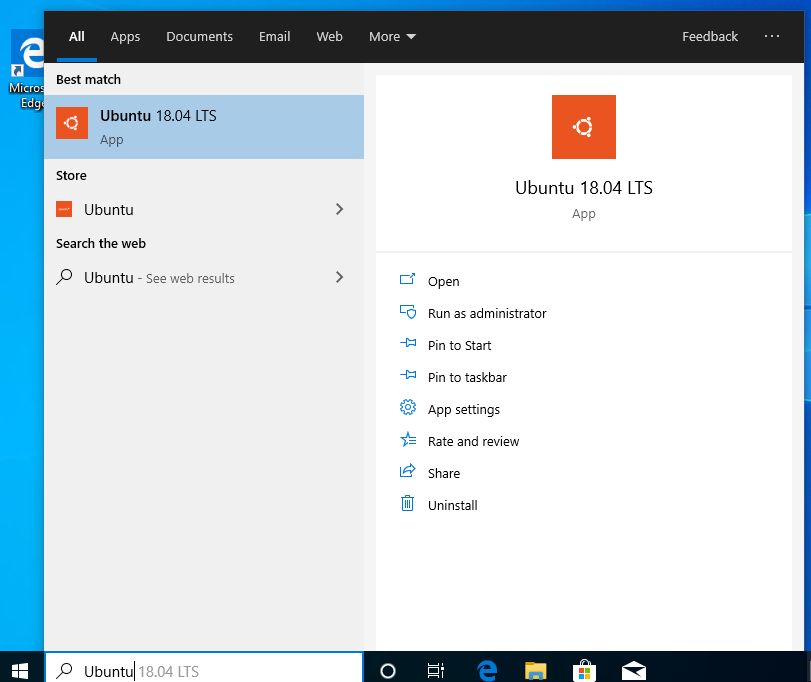 All Apps Documents Email Web More Feedback ...
Micros
Edge
Best match
Ubuntu 18.04 LTS
App
Store
Ubuntu
Search the web
Ubuntu - See web results
Ubuntu 18.04 LTS
App
Open
Run as administrator
Pin to Start
Pin to taskbar
App settings
Rate and review
Share
Uninstall
Ubuntu 18.04 LTS